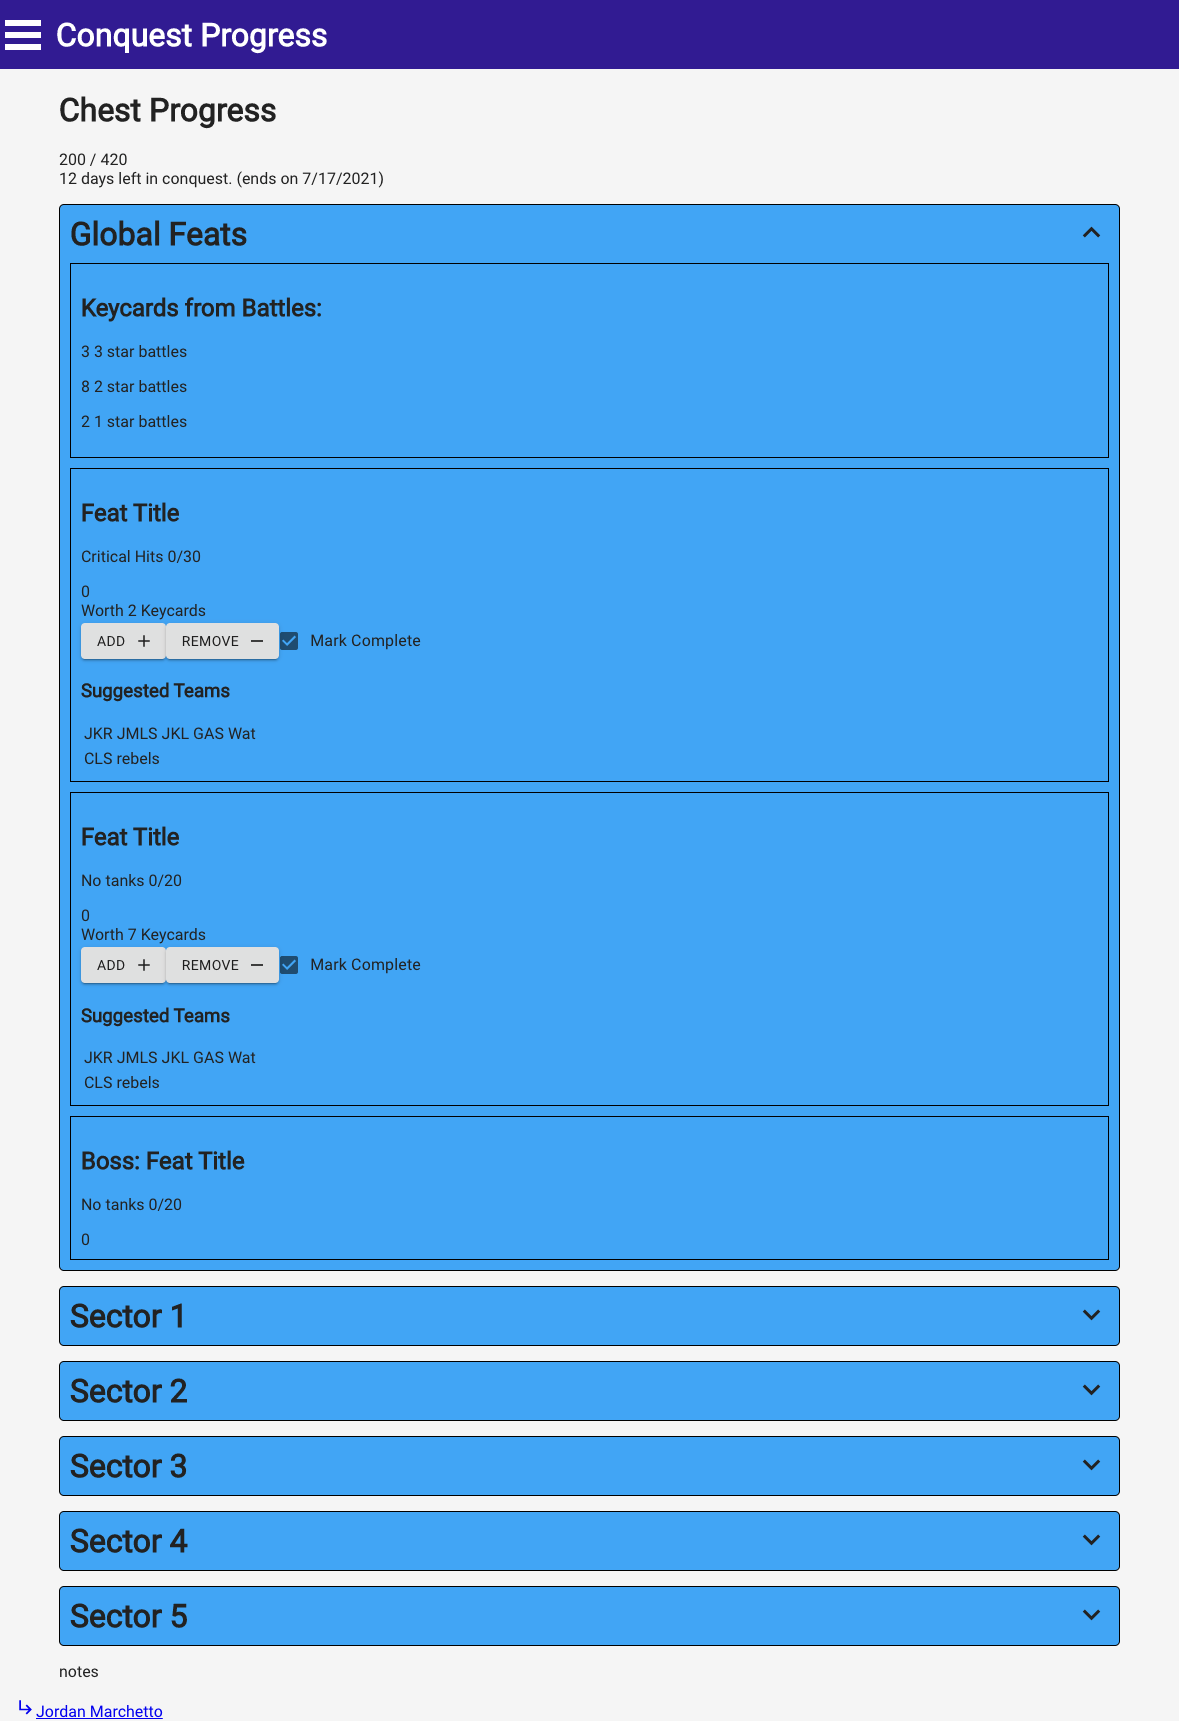 Conquest Progress
Chest Progress
200 / 420
12 days left in conquest. (ends on 7/17/2021)
Global Feats
Keycards from Battles:
3 3 star battles
8 2 star battles
2 1 star battles
Feat Title
Critical Hits 0/30
0
Worth 2 Keycards
ADD REMOVE Mark Complete
Suggested Teams
JKR JMLS JKL GAS Wat
CLS rebels
Feat Title
No tanks 0/20
0
Worth 7 Keycards
ADD REMOVE Mark Complete
Suggested Teams
JKR JMLS JKL GAS Wat
CLS rebels
Boss: Feat Title
No tanks 0/20
0
Sector 1
Sector 2
Sector 3
Sector 4
Sector 5
notes
Jordan Marchetto